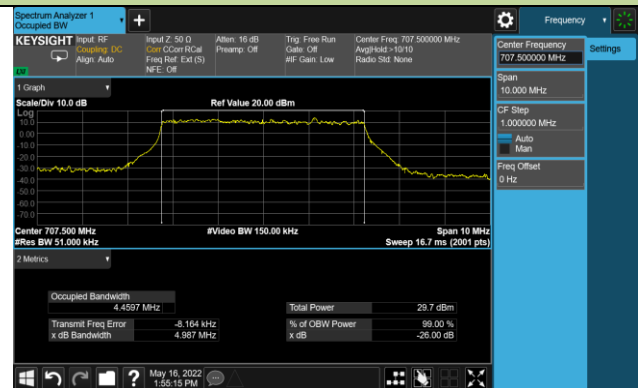 Spectrum Analyzer 1
Occupied BW
Frequency
KEYSIGHT
Input: RF
Coupling: DC
Align: Auto
Input Z: 50 Ω
Corr CCorr RCal
Freq Ref: Ext (S)
NFE: Off
Atten: 16 dB
Preamp: Off
Trig: Free Run
Gate: Off
#IF Gain: Low
Center Freq: 707.500000 MHz
Avg|Hold:>10/10
Radio Std: None
Center Frequency
707.500000 MHz
Settings
Span
10.000 MHz
CF Step
1.000000 MHz
Auto
Man
Freq Offset
0 Hz
1 Graph
Scale/Div 10.0 dB
Ref Value 20.00 dBm
Log
10.0
0.00
-10.0
-20.0
-30.0
-40.0
-50.0
-60.0
-70.0
Center 707.500 MHz
#Video BW 150.00 kHz
Span 10 MHz
#Res BW 51.000 kHz
Sweep 16.7 ms (2001 pts)
2 Metrics
Occupied Bandwidth
4.4597 MHz
Total Power
29.7 dBm
Transmit Freq Error
-8.164 kHz
% of OBW Power
99.00 %
x dB Bandwidth
4.987 MHz
x dB
-26.00 dB
May 16, 2022
1:55:15 PM